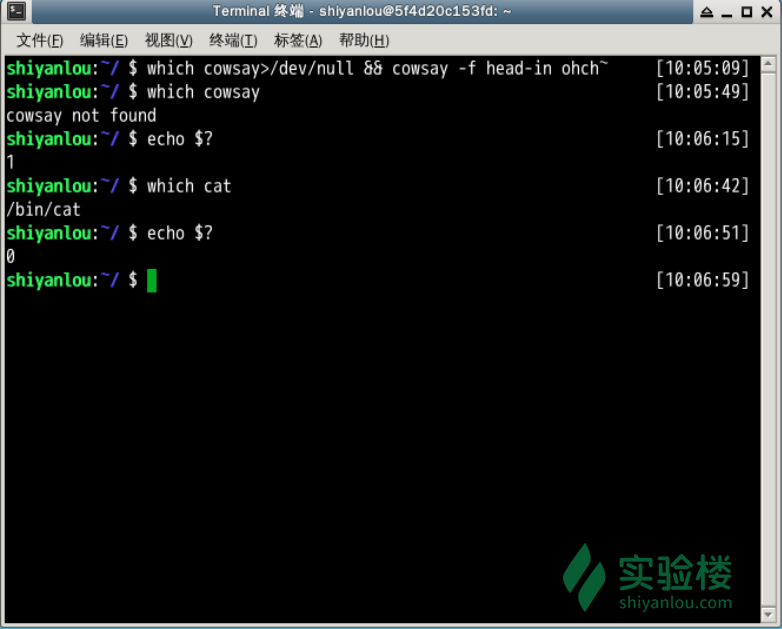 Terminal 终端 - shiyanlou@5f4d20c153fd: ~
文件(F) 编辑(E) 视图(V) 终端(T) 标签(A) 帮助(H)
shiyanlou:~/ $ which cowsay>/dev/null && cowsay -f head-in ohch~ [10:05:09]
shiyanlou:~/ $ which cowsay [10:05:49]
cowsay not found
shiyanlou:~/ $ echo $? [10:06:15]
1
shiyanlou:~/ $ which cat [10:06:42]
/bin/cat
shiyanlou:~/ $ echo $? [10:06:51]
0
shiyanlou:~/ $ [10:06:59]
实验楼
shiyanlou.com